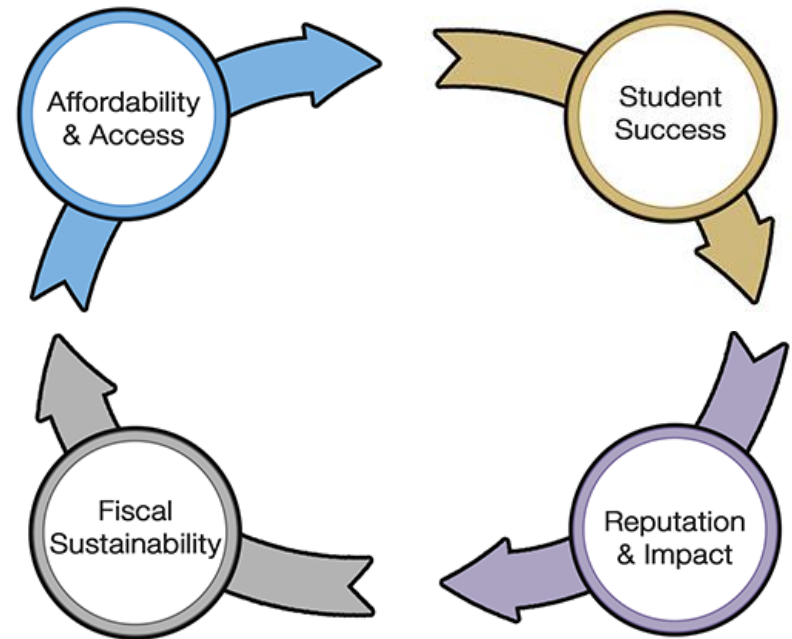 Affordability
& Access
Student
Success
Fiscal
Sustainability
Reputation
& Impact